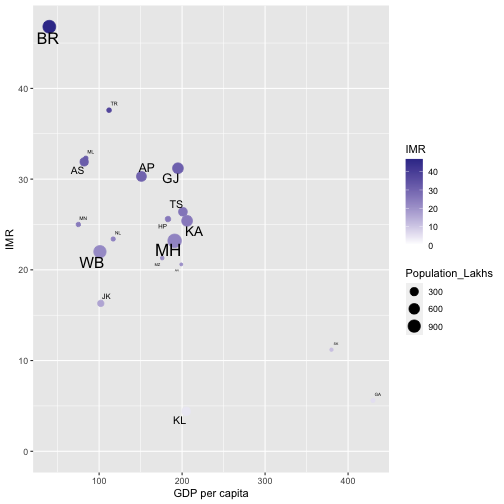 BR
40
TR
ML
AS
AP
30
GJ
TS
MN
HP
KA
NL
MH
WB
MZ
20
JK
10
GA
KL
0
100
200
300
400
GDP per capita
IMR
IMR
40
30
20
10
0
Population_Lakhs
300
600
900